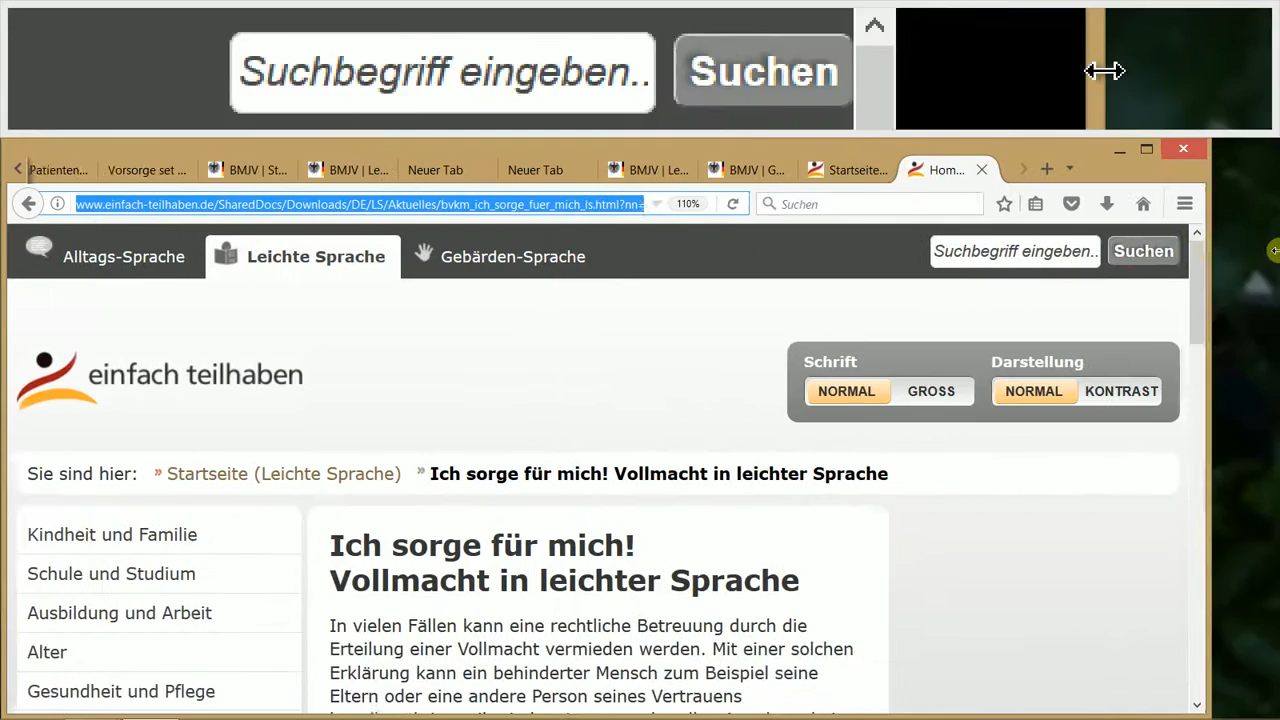 Suchbegriff eingeben..
Suchen
Patienten...
Vorsorge set ...
BMJV | St...
BMJV | Le...
Neuer Tab
Neuer Tab
BMJV | Le...
BMJV | G...
Startseite...
Hom...
www.einfach-teilhaben.de/SharedDocs/Downloads/DE/LS/Aktuelles/bvkm_ich_sorge_fuer_mich_ls.html?nn=
110%
Suchen
Alltags-Sprache
Leichte Sprache
Gebärden-Sprache
Suchbegriff eingeben..
Suchen
einfach teilhaben
Schrift
NORMAL GROSS
Darstellung
NORMAL KONTRAST
Sie sind hier: » Startseite (Leichte Sprache) » Ich sorge für mich! Vollmacht in leichter Sprache
Kindheit und Familie
Schule und Studium
Ausbildung und Arbeit
Alter
Gesundheit und Pflege
Ich sorge für mich!
Vollmacht in leichter Sprache
In vielen Fällen kann eine rechtliche Betreuung durch die
Erteilung einer Vollmacht vermieden werden. Mit einer solchen
Erklärung kann ein behinderter Mensch zum Beispiel seine
Eltern oder eine andere Person seines Vertrauens